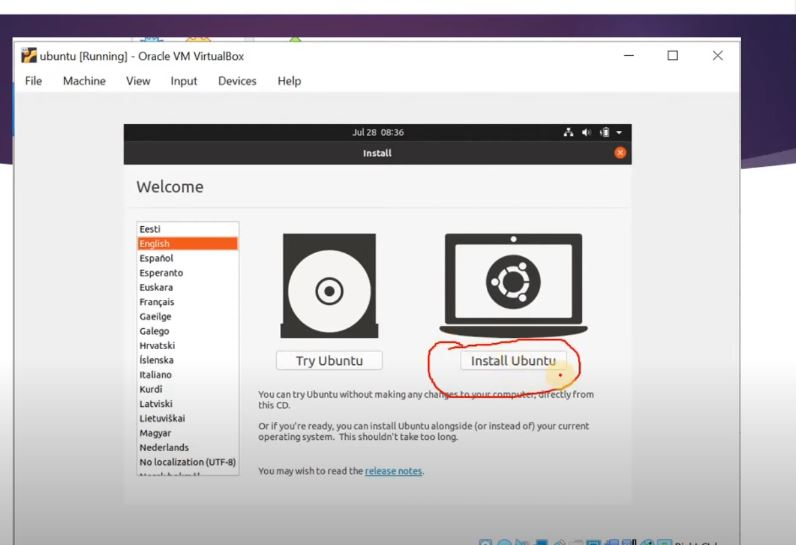 ubuntu [Running] - Oracle VM VirtualBox
File Machine View Input Devices Help
Jul 28 08:36
Install
Welcome
Eesti
English
Español
Esperanto
Euskara
Français
Gaeilge
Galego
Hrvatski
Íslenska
Italiano
Kurdî
Latviski
Lietuviškai
Magyar
Nederlands
No localization (UTF-8)
Try Ubuntu
Install Ubuntu
You can try Ubuntu without making any changes to your computer, directly from
this CD.
Or if you're ready, you can install Ubuntu alongside (or instead of) your current
operating system. This shouldn't take too long.
You may wish to read the release notes.